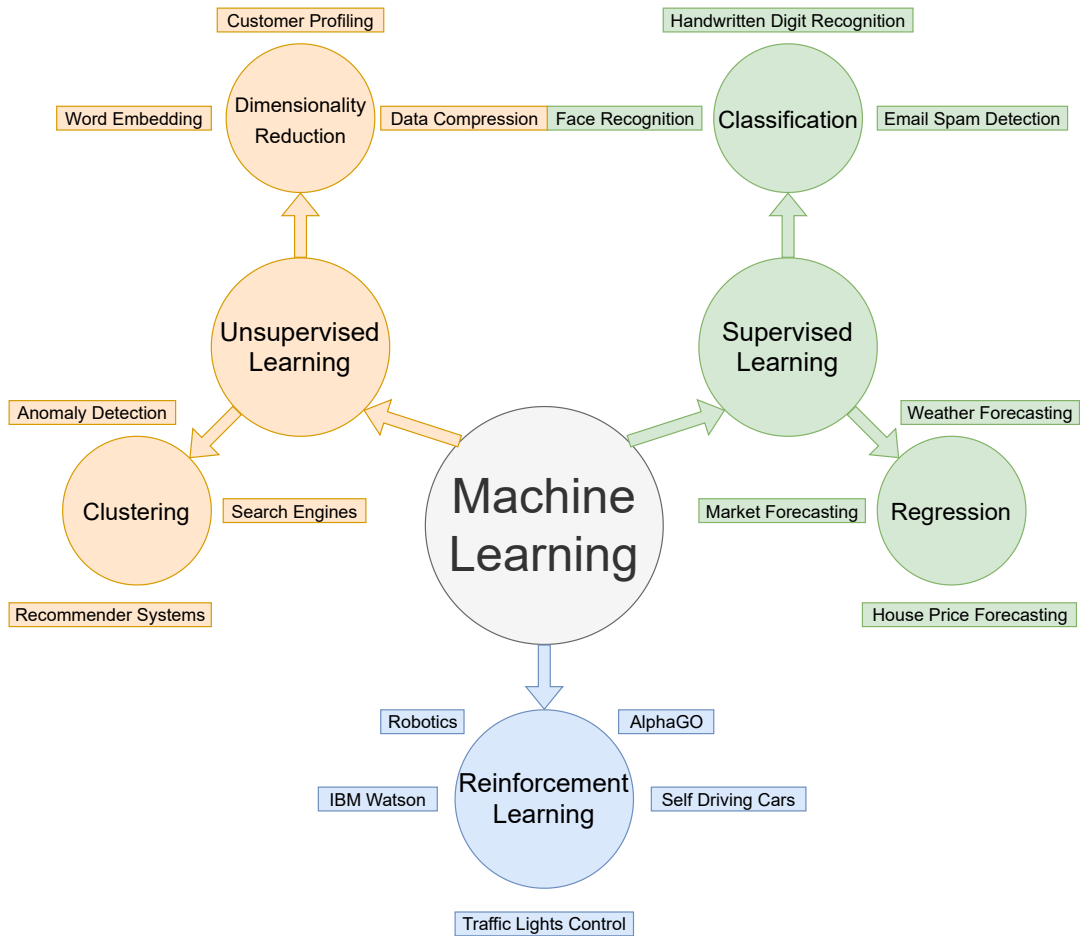 Customer Profiling
Handwritten Digit Recognition
Dimensionality
Reduction
Word Embedding
Data Compression
Face Recognition
Classification
Email Spam Detection
Unsupervised
Learning
Supervised
Learning
Anomaly Detection
Weather Forecasting
Clustering
Search Engines
Machine
Learning
Market Forecasting
Regression
Recommender Systems
House Price Forecasting
Robotics
AlphaGO
Reinforcement
Learning
IBM Watson
Self Driving Cars
Traffic Lights Control